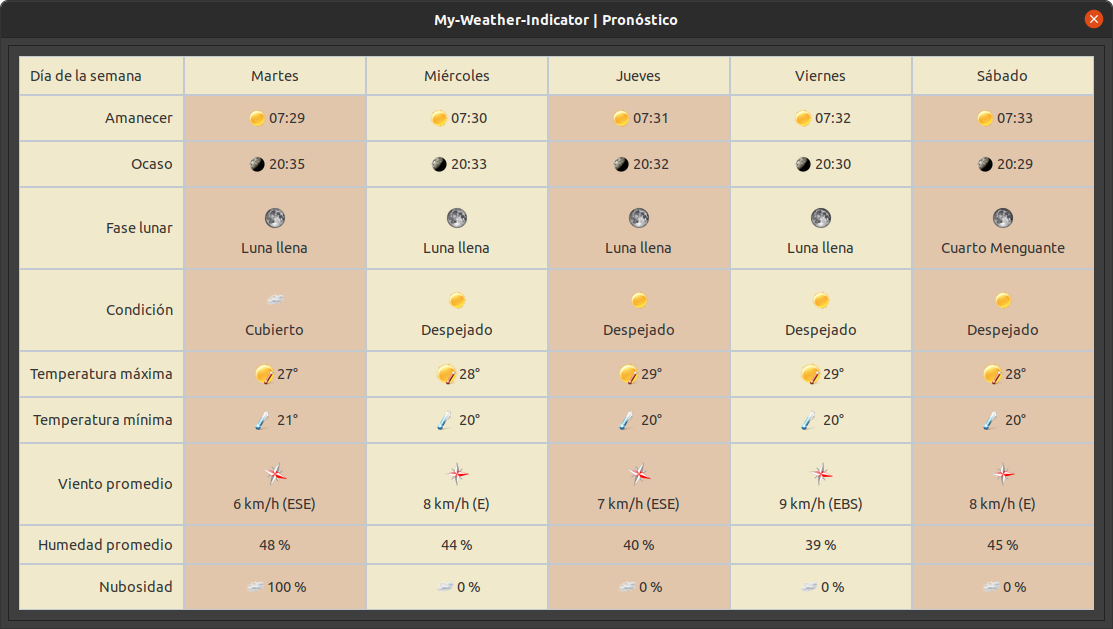 My-Weather-Indicator | Pronóstico
Día de la semana Martes Miércoles Jueves Viernes Sábado
Amanecer 07:29 07:30 07:31 07:32 07:33
Ocaso 20:35 20:33 20:32 20:30 20:29
Fase lunar Luna llena Luna llena Luna llena Luna llena Cuarto Menguante
Condición Cubierto Despejado Despejado Despejado Despejado
Temperatura máxima 27° 28° 29° 29° 28°
Temperatura mínima 21° 20° 20° 20° 20°
Viento promedio 6 km/h (ESE) 8 km/h (E) 7 km/h (ESE) 9 km/h (EBS) 8 km/h (E)
Humedad promedio 48 % 44 % 40 % 39 % 45 %
Nubosidad 100 % 0 % 0 % 0 % 0 %